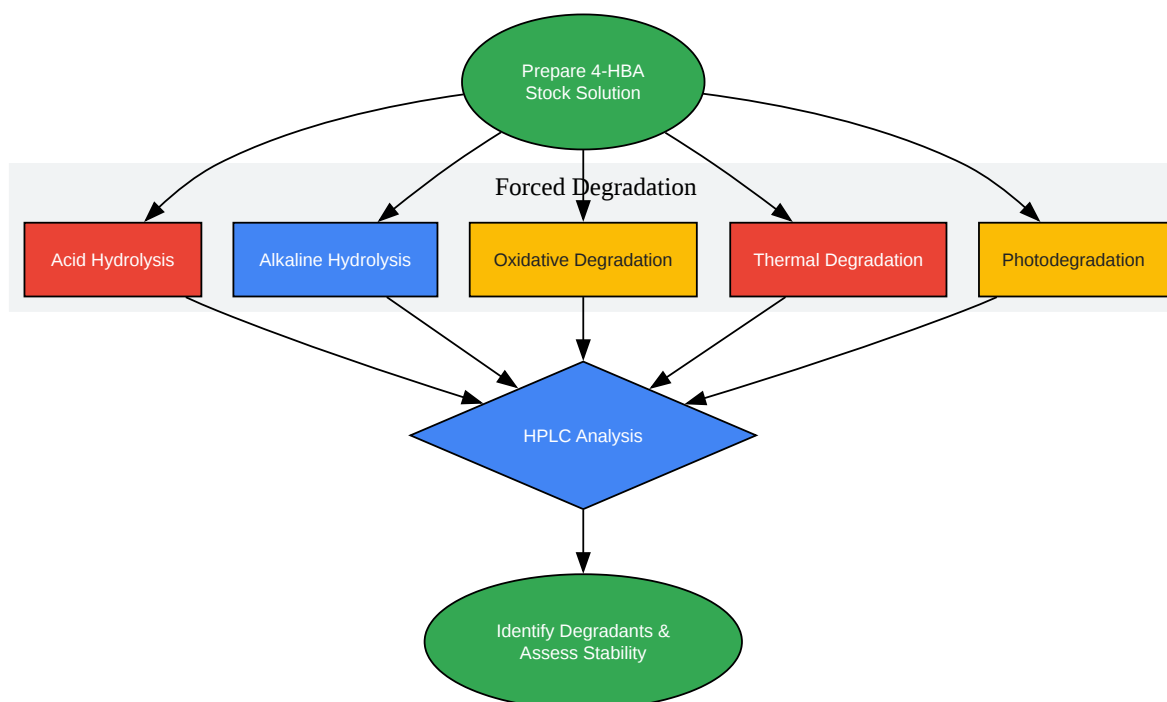 Prepare 4-HBA
Stock Solution
Forced Degradation
Acid Hydrolysis
Alkaline Hydrolysis
Oxidative Degradation
Thermal Degradation
Photodegradation
HPLC Analysis
Identify Degradants &
Assess Stability